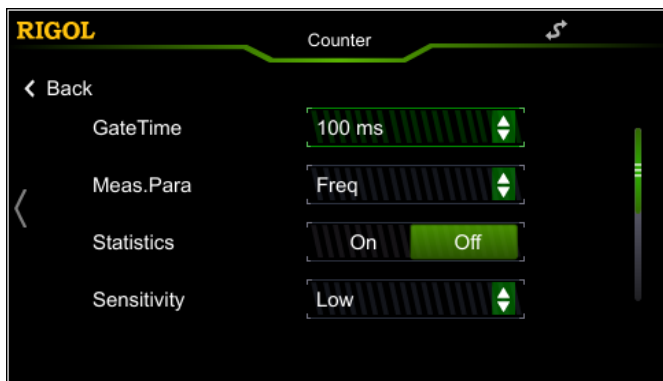 RIGOL
Counter
Back
GateTime 100 ms
Meas.Para Freq
Statistics On Off
Sensitivity Low